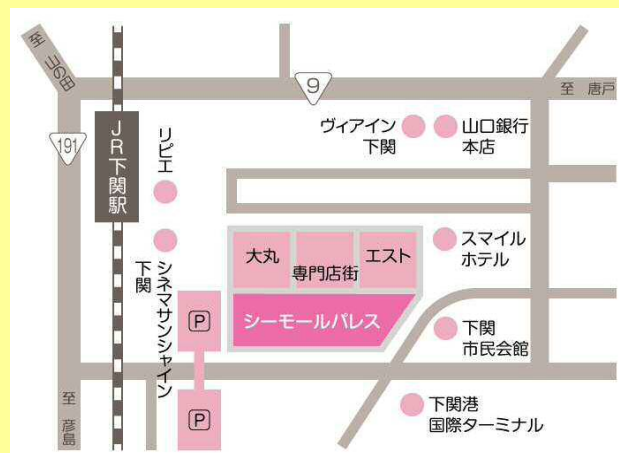 至 山の田
9
至 唐戸
191
JR下関駅
リピエ
ヴィアイン
下関
山口銀行
本店
シネマサンシャイン
下関
大丸
専門店街
エスト
スマイル
ホテル
シーモールパレス
P
下関
市民会館
P
至 彦島
下関港
国際ターミナル